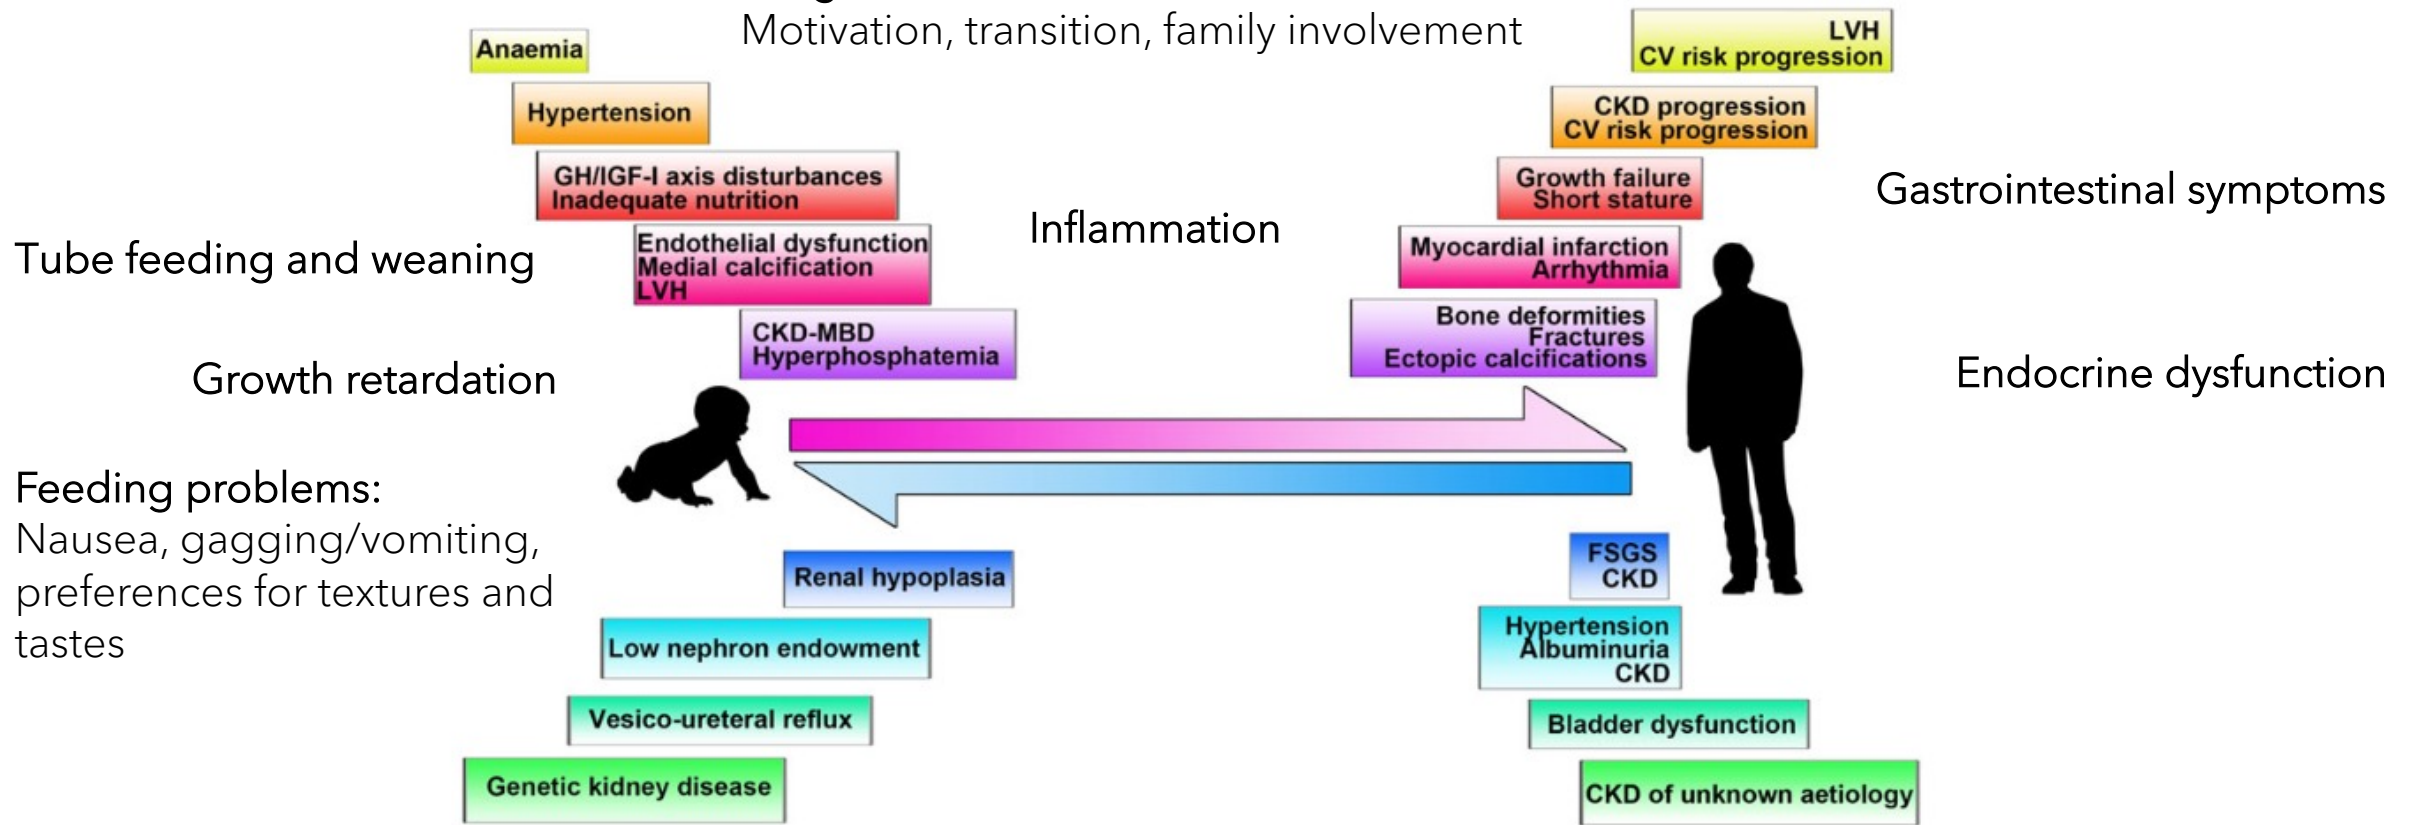 Motivation, transition, family involvement
Anaemia
Hypertension
GH/IGF-I axis disturbances
Inadequate nutrition
Endothelial dysfunction
Medial calcification
LVH
CKD-MBD
Hyperphosphatemia
Tube feeding and weaning
Growth retardation
Feeding problems:
Nausea, gagging/vomiting,
preferences for textures and
tastes
Inflammation
LVH
CV risk progression
CKD progression
CV risk progression
Growth failure
Short stature
Myocardial infarction
Arrhythmia
Bone deformities
Fractures
Ectopic calcifications
Gastrointestinal symptoms
Endocrine dysfunction
Renal hypoplasia
Low nephron endowment
Vesico-ureteral reflux
Genetic kidney disease
FSGS
CKD
Hypertension
Albuminuria
CKD
Bladder dysfunction
CKD of unknown aetiology